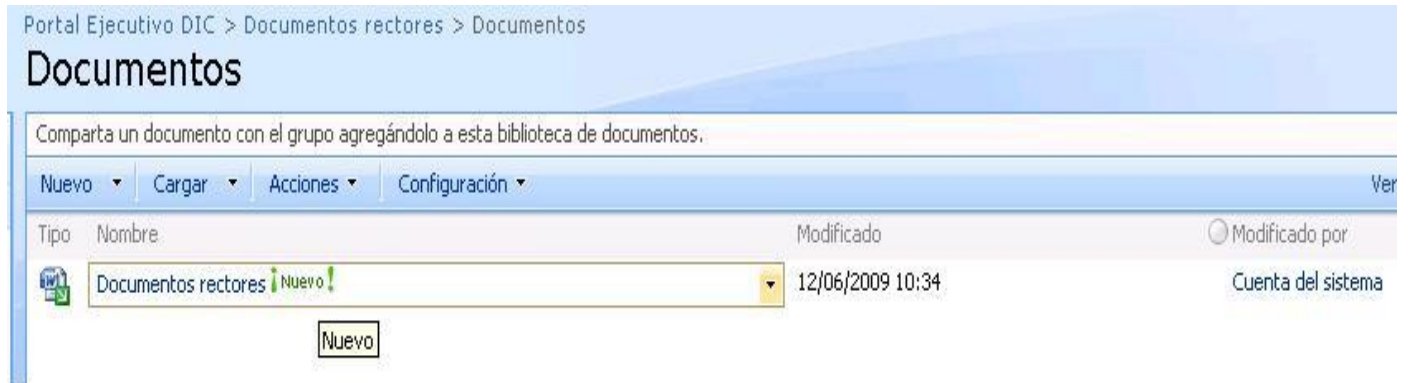 Portal Ejecutivo DIC > Documentos rectores > Documentos
Documentos
Comparta un documento con el grupo agregándolo a esta biblioteca de documentos.
Nuevo Cargar Acciones Configuración Ver
Tipo Nombre Modificado Modificado por
Documentos rectores ¡Nuevo! 12/06/2009 10:34 Cuenta del sistema
Nuevo